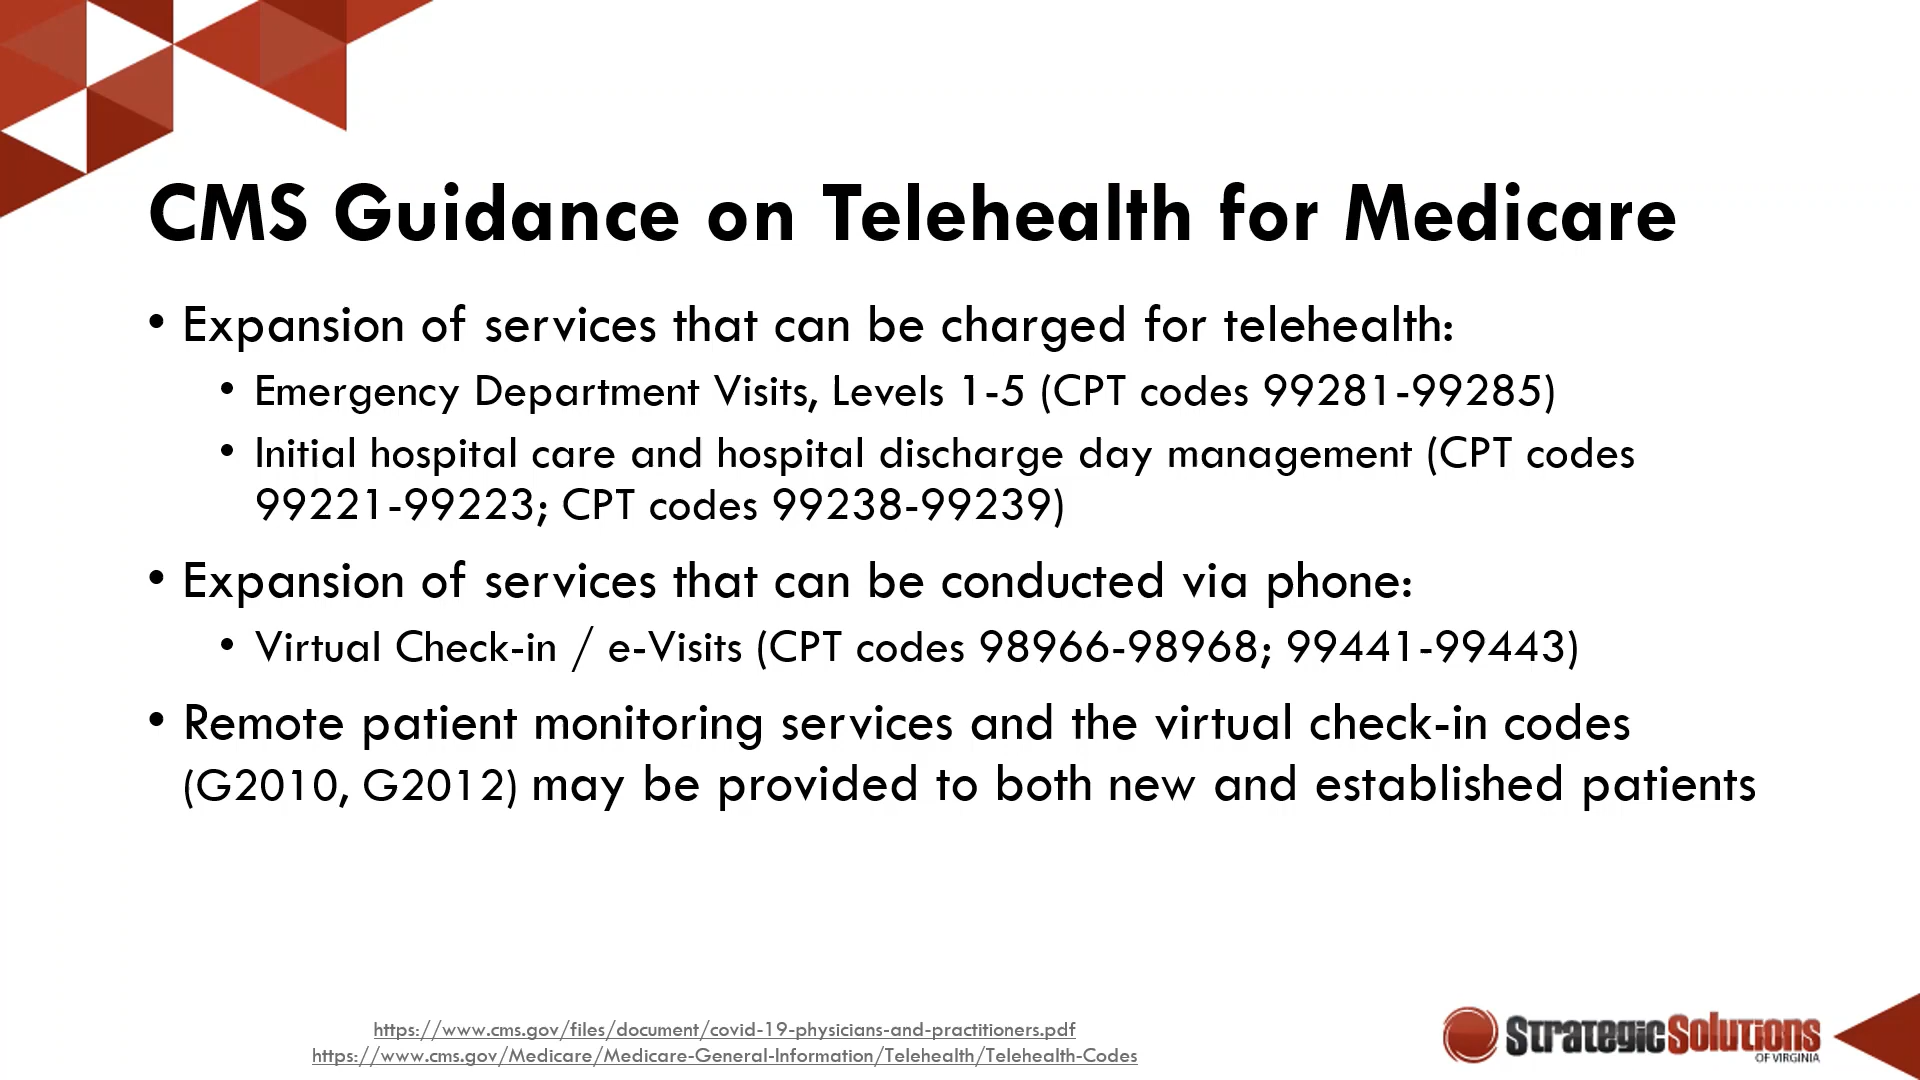 CMS Guidance on Telehealth for Medicare
• Expansion of services that can be charged for telehealth:
• Emergency Department Visits, Levels 1-5 (CPT codes 99281-99285)
• Initial hospital care and hospital discharge day management (CPT codes
99221-99223; CPT codes 99238-99239)
• Expansion of services that can be conducted via phone:
• Virtual Check-in / e-Visits (CPT codes 98966-98968; 99441-99443)
• Remote patient monitoring services and the virtual check-in codes
(G2010, G2012) may be provided to both new and established patients
https://www.cms.gov/files/document/covid-19-physicians-and-practitioners.pdf
https://www.cms.gov/Medicare/Medicare-General-Information/Telehealth/Telehealth-Codes
StrategicSolutions
OF VIRGINIA